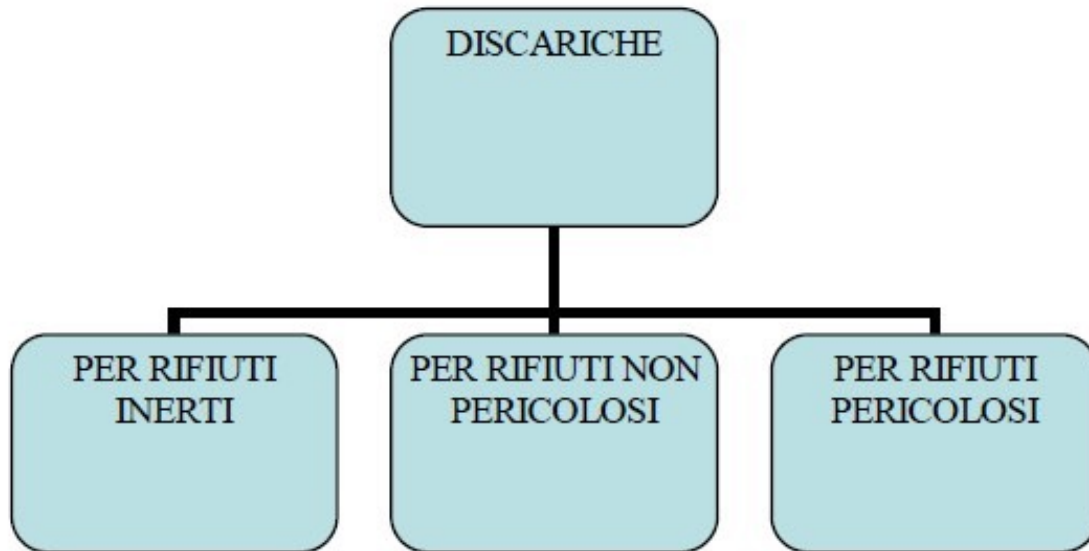 DISCARICHE
PER RIFIUTI
INERTI
PER RIFIUTI NON
PERICOLOSI
PER RIFIUTI
PERICOLOSI